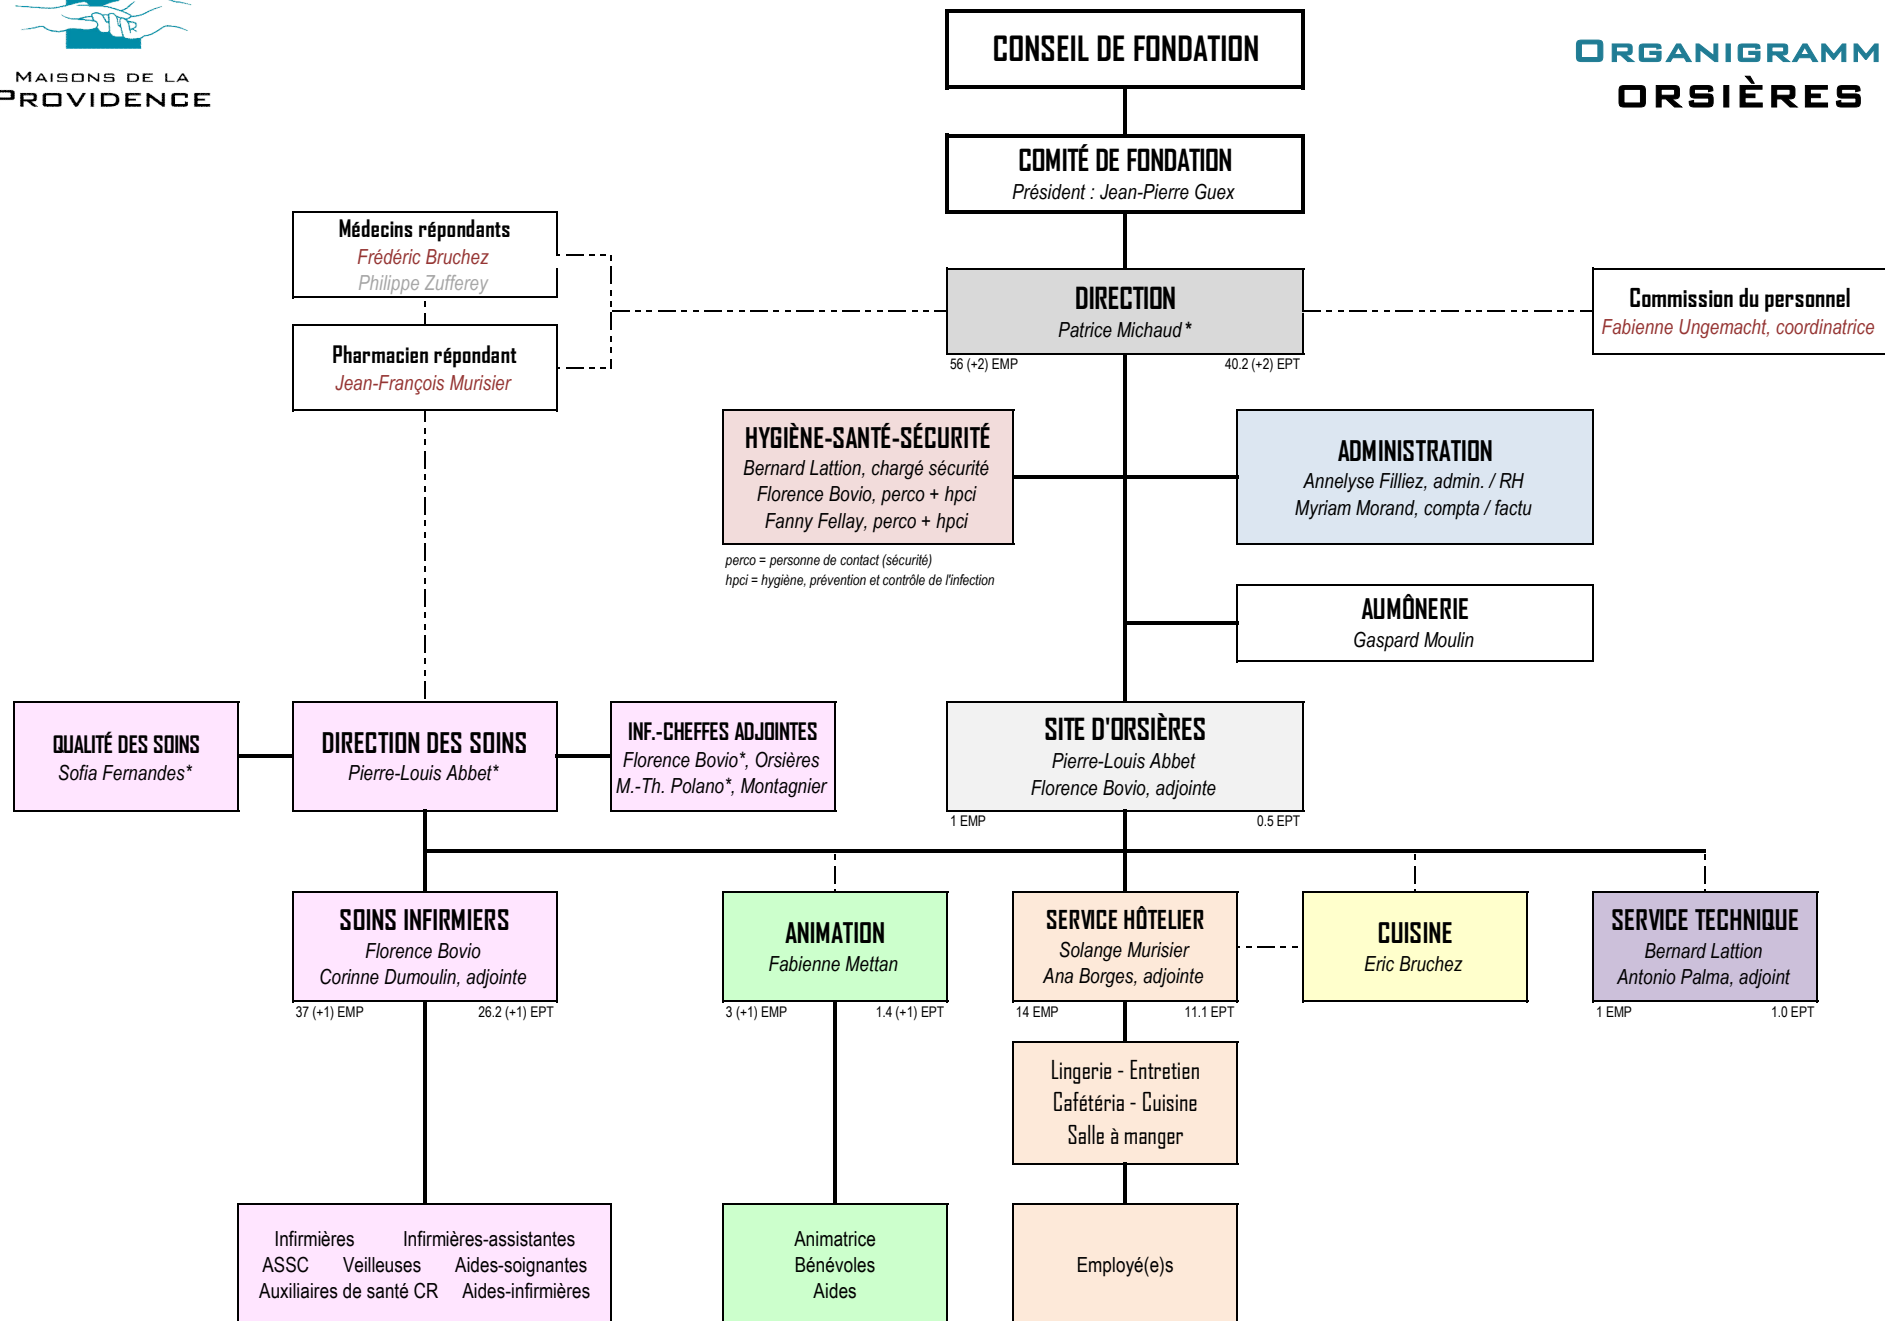 MAISONS DE LA
PROVIDENCE
ORGANIGRAMM
ORSIÈRES
CONSEIL DE FONDATION
COMITÉ DE FONDATION
Président : Jean-Pierre Guex
Médecins répondants
Frédéric Bruchez
Philippe Zufferey
Pharmacien répondant
Jean-François Murisier
DIRECTION
Patrice Michaud *
56 (+2) EMP
40.2 (+2) EPT
Commission du personnel
Fabienne Ungemacht, coordinatrice
HYGIÈNE-SANTÉ-SÉCURITÉ
Bernard Lattion, chargé sécurité
Florence Bovio, perco + hpci
Fanny Fellay, perco + hpci
perco = personne de contact (sécurité)
hpci = hygiène, prévention et contrôle de l'infection
ADMINISTRATION
Annelyse Filliez, admin. / RH
Myriam Morand, compta / factu
AUMÔNERIE
Gaspard Moulin
QUALITÉ DES SOINS
Sofia Fernandes*
DIRECTION DES SOINS
Pierre-Louis Abbet*
INF.-CHEFFES ADJOINTES
Florence Bovio*, Orsières
M.-Th. Polano*, Montagnier
SITE D'ORSIÈRES
Pierre-Louis Abbet
Florence Bovio, adjointe
1 EMP
0.5 EPT
SOINS INFIRMIERS
Florence Bovio
Corinne Dumoulin, adjointe
37 (+1) EMP
26.2 (+1) EPT
ANIMATION
Fabienne Mettan
3 (+1) EMP
1.4 (+1) EPT
SERVICE HÔTELIER
Solange Murisier
Ana Borges, adjointe
14 EMP
11.1 EPT
CUISINE
Eric Bruchez
SERVICE TECHNIQUE
Bernard Lattion
Antonio Palma, adjoint
1 EMP
1.0 EPT
Lingerie - Entretien
Cafétéria - Cuisine
Salle à manger
Infirmières Infirmières-assistantes
ASSC Veilleuses Aides-soignantes
Auxiliaires de santé CR Aides-infirmières
Animatrice
Bénévoles
Aides
Employé(e)s